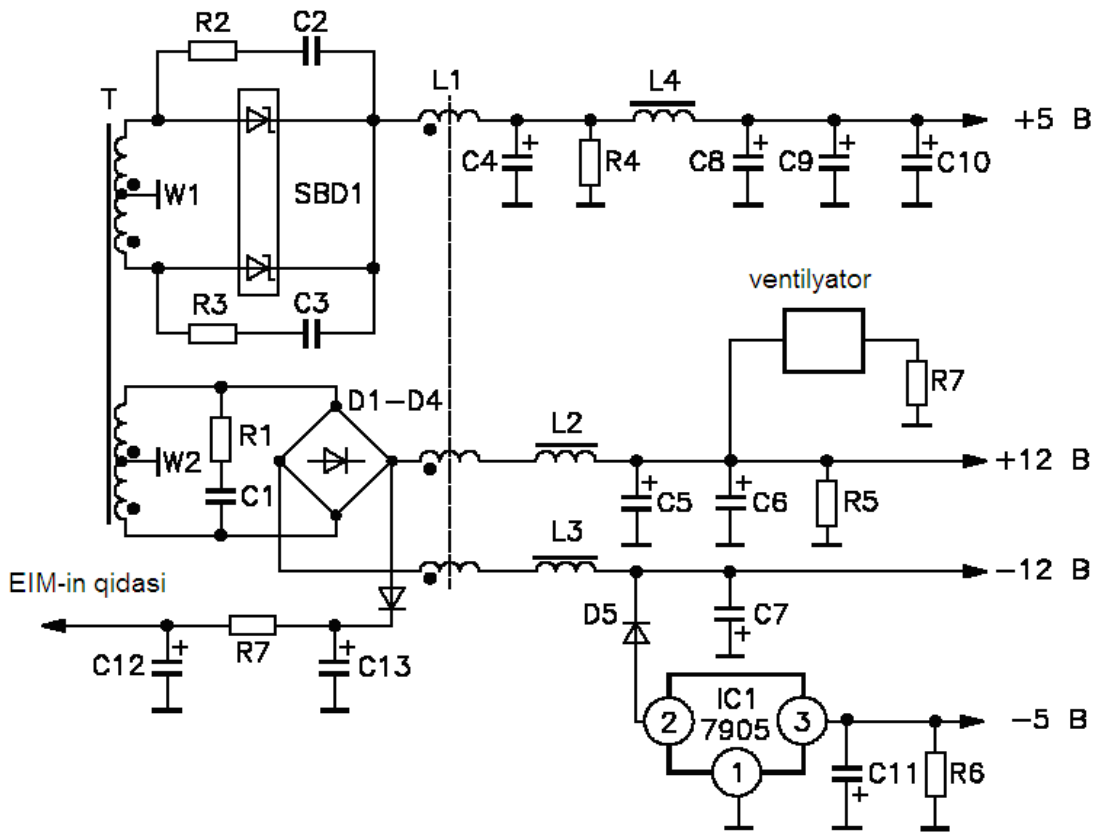 R2
C2
T
L1
L4
+5 В
C4
R4
C8
C9
C10
W1
SBD1
R3
C3
ventilyator
R7
D1-D4
R1
L2
+12 В
W2
C1
C5
C6
R5
L3
-12 В
EIM-in qidasi
D5
C7
C12
R7
C13
IC1
2
7905
3
-5 В
1
C11
R6